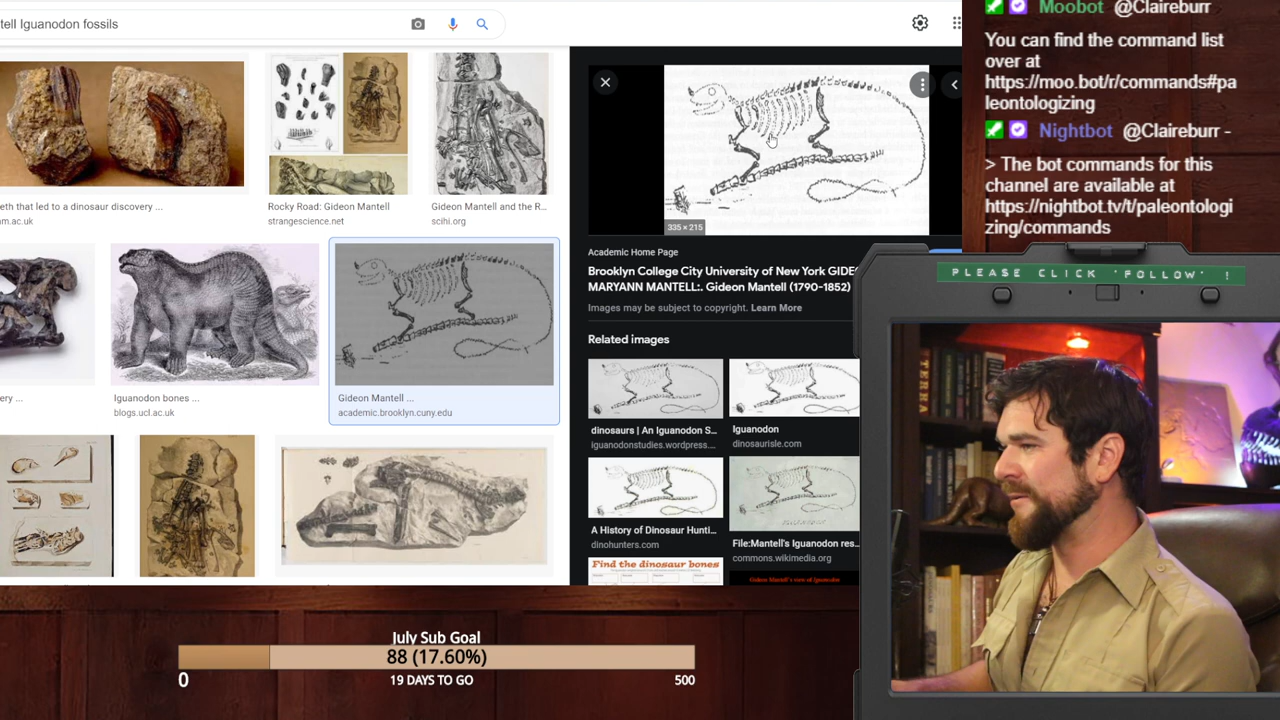 tell Iguanodon fossils
Moobot @Claireburr
You can find the command list
over at
https://moo.bot/r/commands#pa
leontologizing
Nightbot @Claireburr -
> The bot commands for this
channel are available at
https://nightbot.tv/t/paleontologi
zing/commands
PLEASE CLICK 'FOLLOW' !
eth that led to a dinosaur discovery ...
m.ac.uk
Rocky Road: Gideon Mantell
strangescience.net
Gideon Mantell and the R...
scihi.org
ery ...
Iguanodon bones ...
blogs.ucl.ac.uk
Gideon Mantell ...
academic.brooklyn.cuny.edu
335 × 215
Academic Home Page
Brooklyn College City University of New York GIDE
MARYANN MANTELL:. Gideon Mantell (1790-1852)
Images may be subject to copyright. Learn More
Related images
dinosaurs | An Iguanodon S...
iguanodonstudies.wordpress...
Iguanodon
dinosaurisle.com
A History of Dinosaur Hunti...
dinohunters.com
File:Mantell's Iguanodon res...
commons.wikimedia.org
Find the dinosaur bones
Gideon Mantell's view of Iguanodon
July Sub Goal
88 (17.60%)
0
19 DAYS TO GO
500